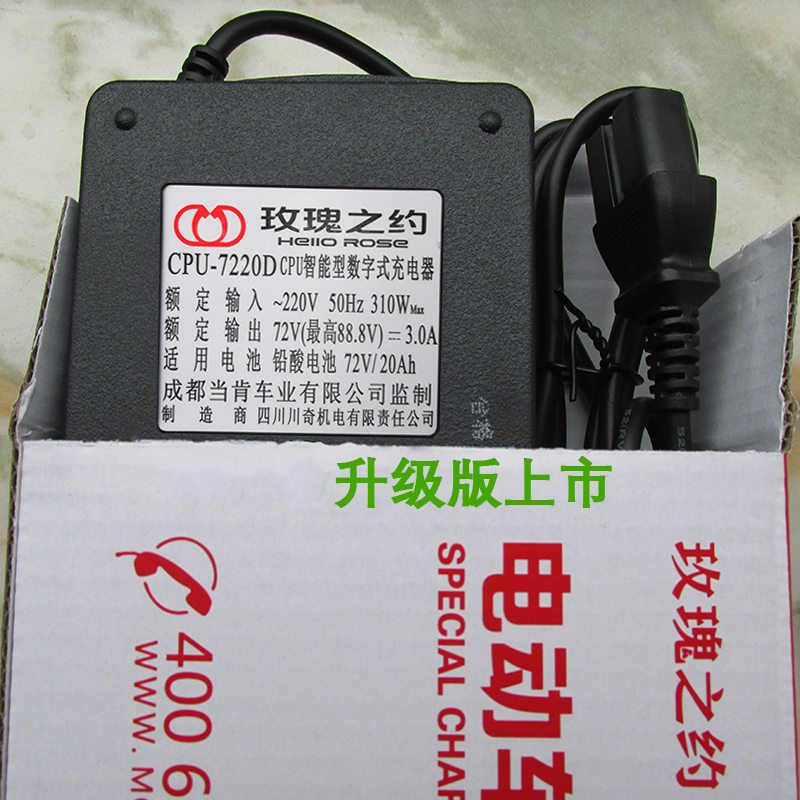 玫瑰之约
Hello Rose
CPU-7220D CPU智能型数字式充电器
额定输入 ~220V 50Hz 310WMax
额定输出 72V(最高88.8V)⎓3.0A
适用电池 铅酸电池 72V/20Ah
成都当肯车业有限公司监制
制造商 四川川奇机电有限责任公司
合格
升级版上市
玫瑰之约
电动车
SPECIAL CHAR
400 6
www.M